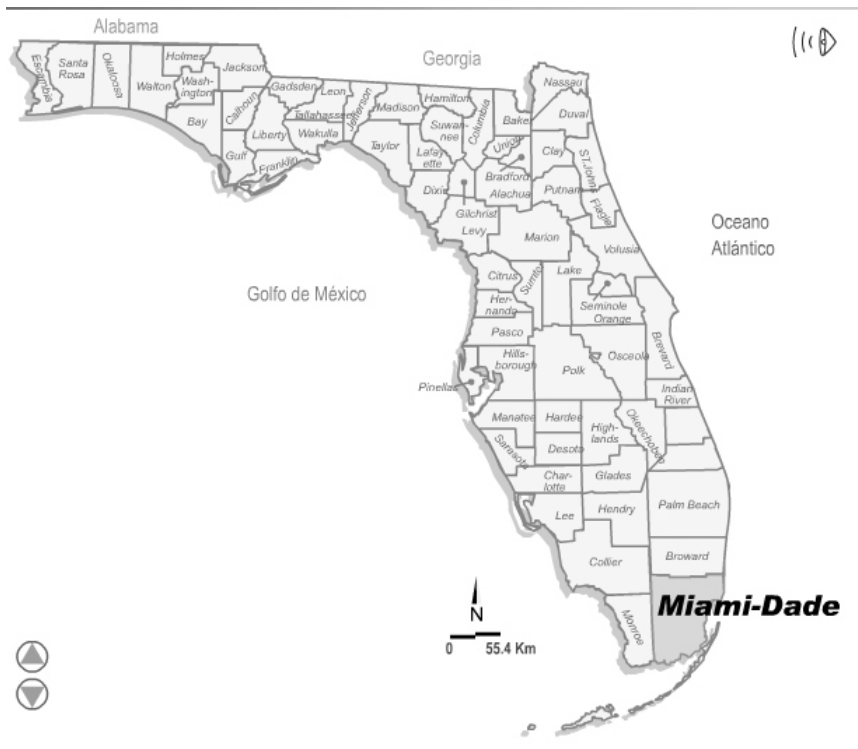 Alabama
Georgia
Escambia
Santa
Rosa
Okaloosa
Walton
Holmes
Wash-
ington
Jackson
Bay
Calhoun
Gulf
Liberty
Franklin
Gadsden
Leon
Tallahassee
Wakulla
Jefferson
Madison
Taylor
Hamilton
Suwan-
nee
Lafay
ette
Columbia
Dixie
Gilchrist
Levy
Baker
Union
Bradford
Alachua
Nassau
Duval
Clay
ST.Johns
Putnam
Flagle
Marion
Volusia
Oceano
Atlántico
Golfo de México
Citrus
Sumte
Lake
Her-
nando
Seminole
Orange
Pasco
Hills-
borough
Pinellas
Polk
Osceola
Brevard
Indian
River
Manatee
Hardee
High-
lands
Okeechobee
Sarasota
Desoto
Char-
lotte
Glades
Lee
Hendry
Palm Beach
Collier
Broward
Monroe
Miami-Dade
N
0 55.4 Km